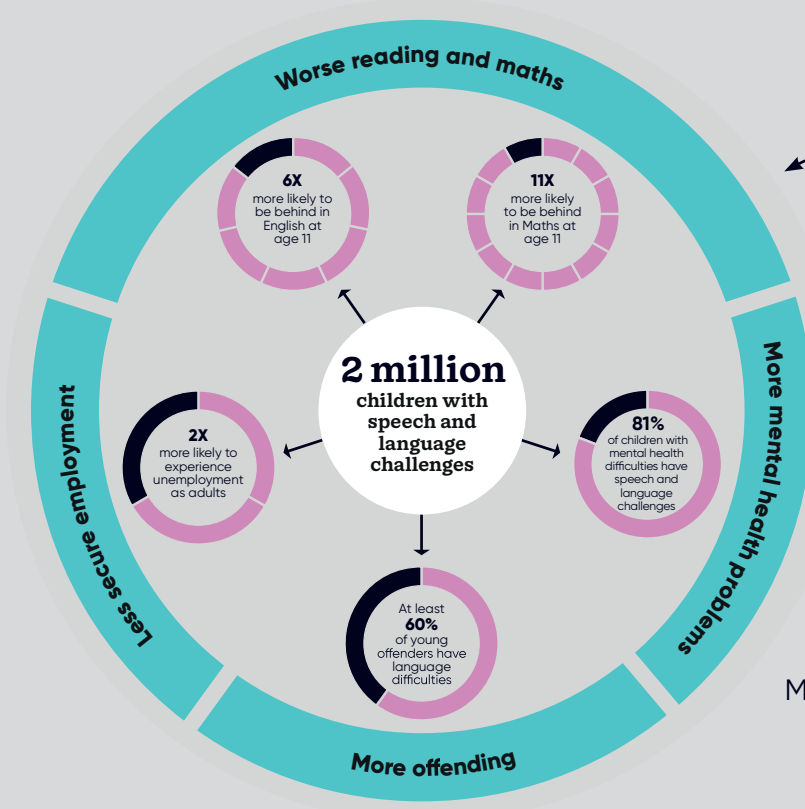 Worse reading and maths
6X
more likely to
be behind in
English at
age 11
11X
more likely
to be behind
in Maths at
age 11
2 million
children with
speech and
language
challenges
2X
more likely to
experience
unemployment
as adults
81%
of children with
mental health
difficulties have
speech and
language
challenges
At least
60%
of young
offenders have
language
difficulties
Less secure employment
More mental health problems
More offending
M